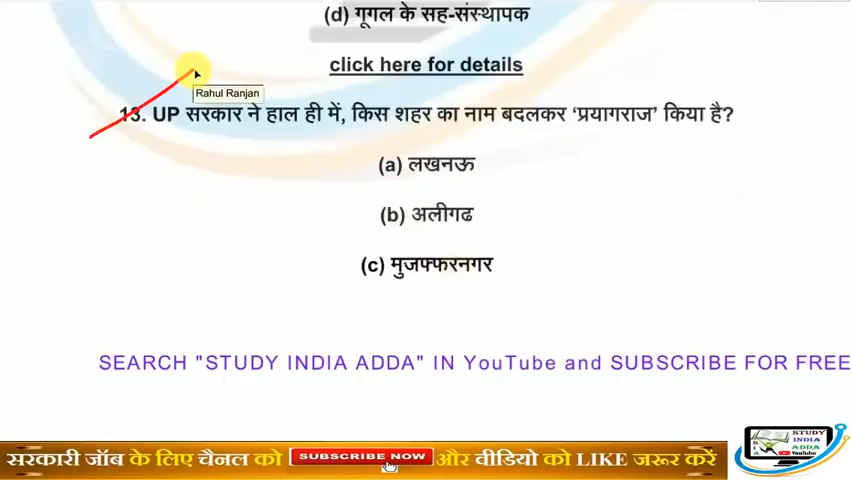 (d) गूगल के सह-संस्थापक
click here for details
Rahul Ranjan
13. UP सरकार ने हाल ही में, किस शहर का नाम बदलकर ‘प्रयागराज’ किया है?
(a) लखनऊ
(b) अलीगढ
(c) मुजफ्फरनगर
SEARCH "STUDY INDIA ADDA" IN YouTube and SUBSCRIBE FOR FREE
सरकारी जॉब के लिए चैनल को SUBSCRIBE NOW और वीडियो को LIKE जरूर करें
STUDY
INDIA
ADDA
YouTube